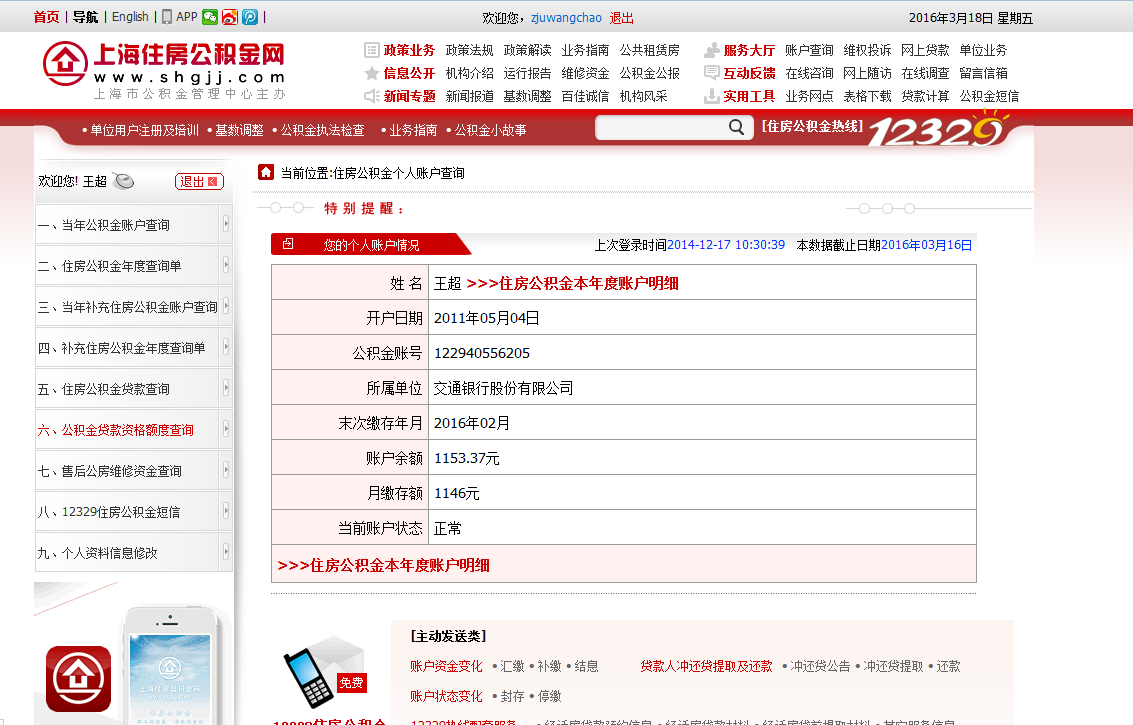 首页 | 导航 | English | APP |
欢迎您，zjuwangchao 退出
2016年3月18日 星期五
上海住房公积金网
www.shgjj.com
上海市公积金管理中心主办
政策业务 政策法规 政策解读 业务指南 公共租赁房
信息公开 机构介绍 运行报告 维修资金 公积金公报
新闻专题 新闻报道 基数调整 百佳诚信 机构风采
服务大厅 账户查询 维权投诉 网上贷款 单位业务
互动反馈 在线咨询 网上随访 在线调查 留言信箱
实用工具 业务网点 表格下载 贷款计算 公积金短信
• 单位用户注册及培训 • 基数调整 • 公积金执法检查 • 业务指南 • 公积金小故事
[住房公积金热线] 12329
欢迎您! 王超 退出
一、当年公积金账户查询
二、住房公积金年度查询单
三、当年补充住房公积金账户查询
四、补充住房公积金年度查询单
五、住房公积金贷款查询
六、公积金贷款资格额度查询
七、售后公房维修资金查询
八、12329住房公积金短信
九、个人资料信息修改
当前位置:住房公积金个人账户查询
特别提醒：
您的个人账户情况
上次登录时间2014-12-17 10:30:39 本数据截止日期2016年03月16日
姓名 王超 >>>住房公积金本年度账户明细
开户日期 2011年05月04日
公积金账号 122940556205
所属单位 交通银行股份有限公司
末次缴存年月 2016年02月
账户余额 1153.37元
月缴存额 1146元
当前账户状态 正常
>>>住房公积金本年度账户明细
免费
[主动发送类]
账户资金变化 •汇缴 •补缴 •结息 贷款人冲还贷提取及还款 •冲还贷公告 •冲还贷提取 •还款
账户状态变化 •封存 •停缴